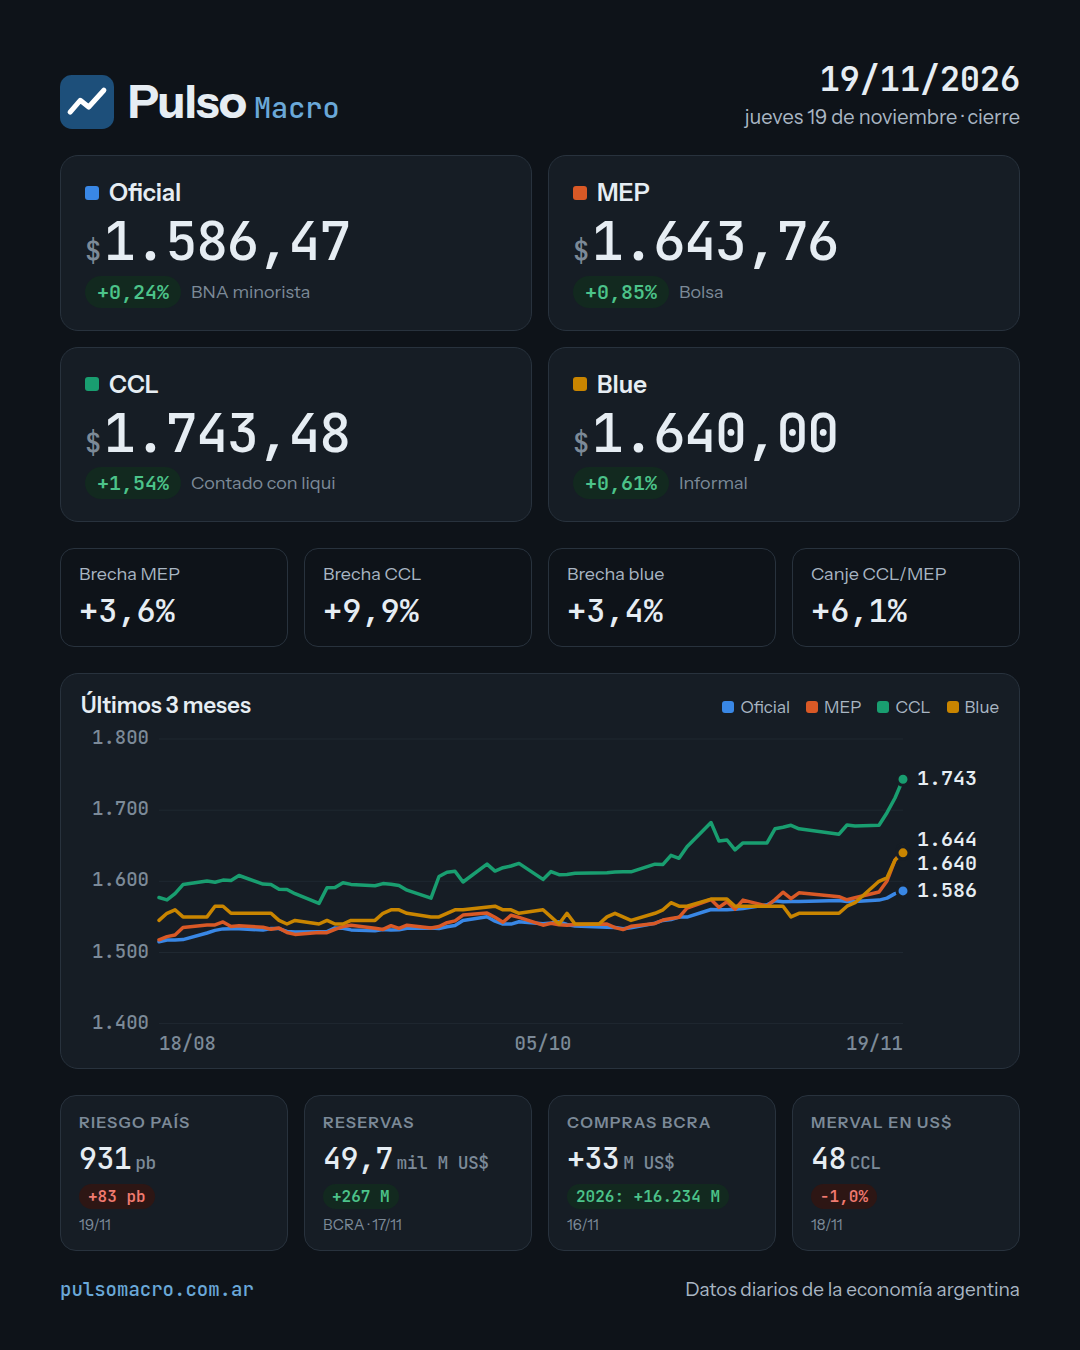 Pulso Macro
19/11/2026
jueves 19 de noviembre · cierre
Oficial
$1.586,47
+0,24% BNA minorista
MEP
$1.643,76
+0,85% Bolsa
CCL
$1.743,48
+1,54% Contado con liqui
Blue
$1.640,00
+0,61% Informal
Brecha MEP
+3,6%
Brecha CCL
+9,9%
Brecha blue
+3,4%
Canje CCL/MEP
+6,1%
Últimos 3 meses
Oficial MEP CCL Blue
1.800
1.700
1.600
1.500
1.400
1.743
1.644
1.640
1.586
18/08 05/10 19/11
RIESGO PAÍS
931 pb
+83 pb
19/11
RESERVAS
49,7 mil M US$
+267 M
BCRA · 17/11
COMPRAS BCRA
+33 M US$
2026: +16.234 M
16/11
MERVAL EN US$
48 CCL
-1,0%
18/11
pulsomacro.com.ar
Datos diarios de la economía argentina